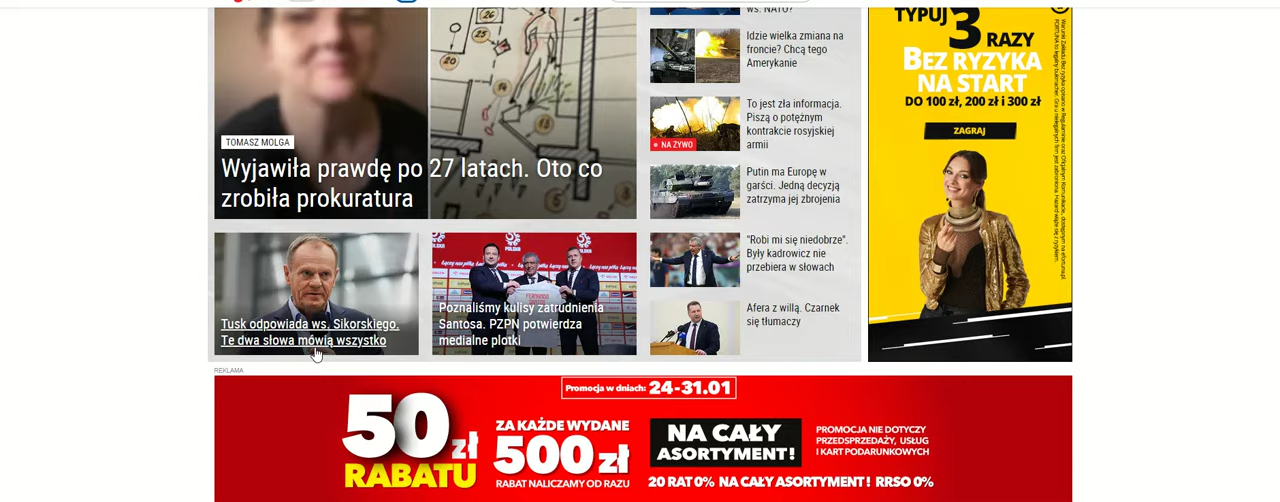 ws. NATO?
Idzie wielka zmiana na
froncie? Chcą tego
Amerykanie
To jest zła informacja.
Piszą o potężnym
kontrakcie rosyjskiej
armii
NA ŻYWO
Putin ma Europę w
garści. Jedną decyzją
zatrzyma jej zbrojenia
"Robi mi się niedobrze".
Były kadrowicz nie
przebiera w słowach
Afera z willą. Czarnek
się tłumaczy
26
25
20
TOMASZ MOLGA
Wyjawiła prawdę po 27 latach. Oto co
zrobiła prokuratura
Tusk odpowiada ws. Sikorskiego.
Te dwa słowa mówią wszystko
Poznaliśmy kulisy zatrudnienia
Santosa. PZPN potwierdza
medialne plotki
TYPUJ 3 RAZY
BEZ RYZYKA
NA START
DO 100 zł, 200 zł i 300 zł
ZAGRAJ
REKLAMA
Promocja w dniach: 24-31.01
50 zł
RABATU
ZA KAŻDE WYDANE
500 zł
RABAT NALICZAMY OD RAZU
NA CAŁY
ASORTYMENT!
PROMOCJA NIE DOTYCZY
PRZEDSPRZEDAŻY, USŁUG
I KART PODARUNKOWYCH
20 RAT 0% NA CAŁY ASORTYMENT! RRSO 0%